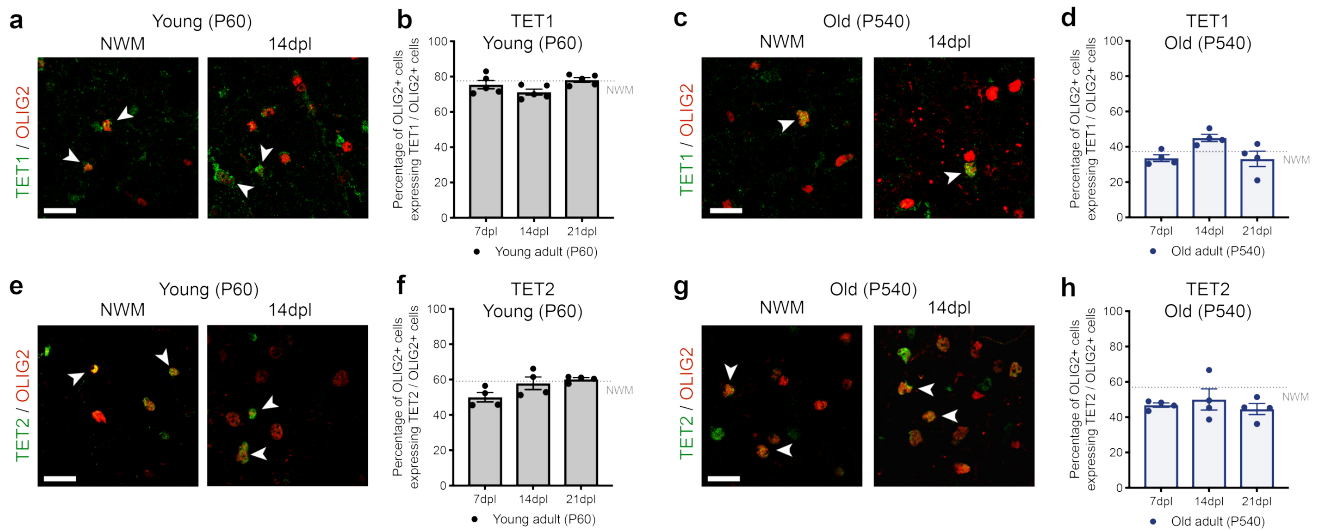 a
Young (P60)
NWM
14dpl
TET1 / OLIG2
b
TET1
Young (P60)
Percentage of OLIG2+ cells
expressing TET1 / OLIG2+ cells
100
80
60
40
20
0
NWM
7dpl
14dpl
21dpl
Young adult (P60)
c
Old (P540)
NWM
14dpl
TET1 / OLIG2
d
TET1
Old (P540)
Percentage of OLIG2+ cells
expressing TET1 / OLIG2+ cells
100
80
60
40
20
0
NWM
7dpl
14dpl
21dpl
Old adult (P540)
e
Young (P60)
NWM
14dpl
TET2 / OLIG2
f
TET2
Young (P60)
Percentage of OLIG2+ cells
expressing TET2 / OLIG2+ cells
100
80
60
40
20
0
NWM
7dpl
14dpl
21dpl
Young adult (P60)
g
Old (P540)
NWM
14dpl
TET2 / OLIG2
h
TET2
Old (P540)
Percentage of OLIG2+ cells
expressing TET2 / OLIG2+ cells
100
80
60
40
20
0
NWM
7dpl
14dpl
21dpl
Old adult (P540)